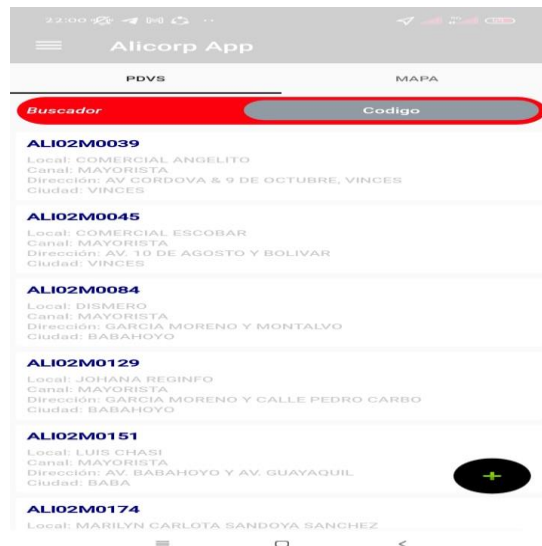 22:00
Alicorp App
PDVS MAPA
Buscador Codigo
ALI02M0039
Local: COMERCIAL ANGELITO
Canal: MAYORISTA
Dirección: AV CORDOVA & 9 DE OCTUBRE, VINCES
Ciudad: VINCES
ALI02M0045
Local: COMERCIAL ESCOBAR
Canal: MAYORISTA
Dirección: AV. 10 DE AGOSTO Y BOLIVAR
Ciudad: VINCES
ALI02M0084
Local: DISMERO
Canal: MAYORISTA
Dirección: GARCIA MORENO Y MONTALVO
Ciudad: BABAHOYO
ALI02M0129
Local: JOHANA REGINFO
Canal: MAYORISTA
Dirección: GARCIA MORENO Y CALLE PEDRO CARBO
Ciudad: BABAHOYO
ALI02M0151
Local: LUIS CHASI
Canal: MAYORISTA
Dirección: AV. BABAHOYO Y AV. GUAYAQUIL
Ciudad: BABA
ALI02M0174
Local: MARILYN CARLOTA SANDOYA SANCHEZ